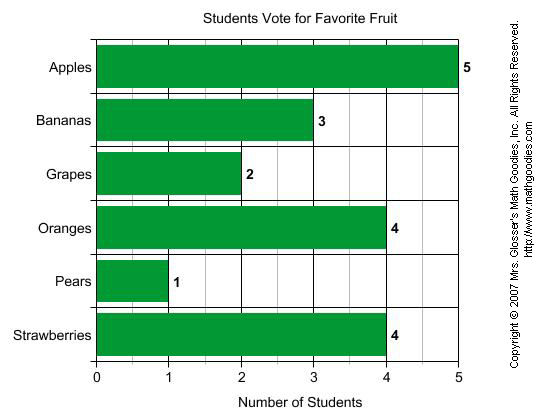 Students Vote for Favorite Fruit
Apples
5
Bananas
3
Grapes
2
Oranges
4
Pears
1
Strawberries
4
0 1 2 3 4 5
Number of Students
Copyright © 2007 Mrs. Glosser's Math Goodies, Inc. All Rights Reserved.
http://www.mathgoodies.com